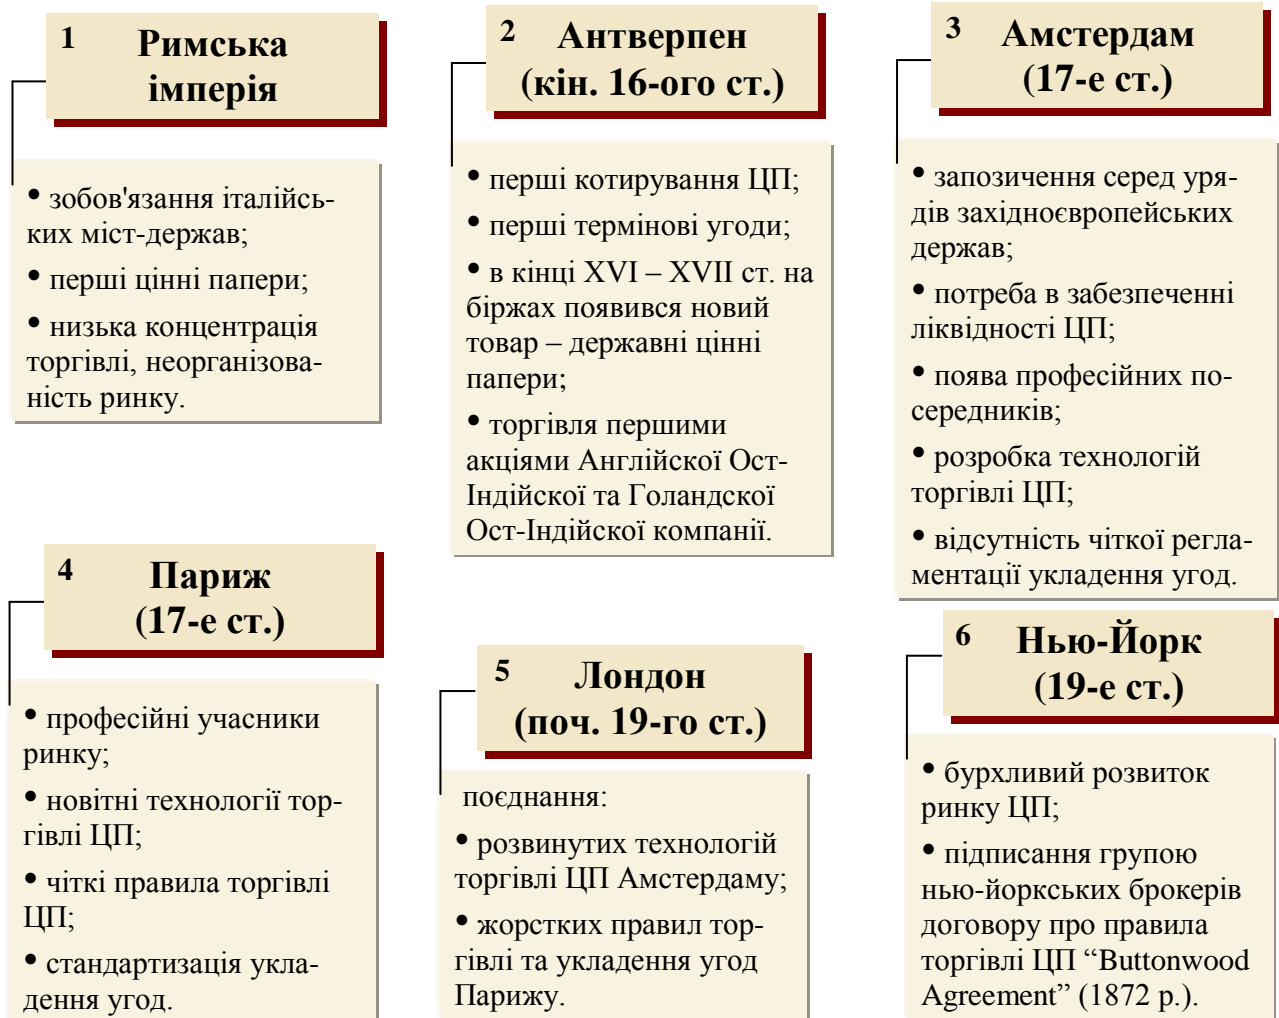 1 Римська
імперія
• зобов'язання італійсь-
ких міст-держав;
• перші цінні папери;
• низька концентрація
торгівлі, неорганізова-
ність ринку.
2 Антверпен
(кін. 16-ого ст.)
• перші котирування ЦП;
• перші термінові угоди;
• в кінці XVI – XVII ст. на
біржах появився новий
товар – державні цінні
папери;
• торгівля першими
акціями Англійскої Ост-
Індійскої та Голандскої
Ост-Індійскої компанії.
3 Амстердам
(17-е ст.)
• запозичення серед уря-
дів західноєвропейських
держав;
• потреба в забезпеченні
ліквідності ЦП;
• поява професійних по-
середників;
• розробка технологій
торгівлі ЦП;
• відсутність чіткої регла-
ментації укладення угод.
4 Париж
(17-е ст.)
• професійні учасники
ринку;
• новітні технології тор-
гівлі ЦП;
• чіткі правила торгівлі
ЦП;
• стандартизація укла-
дення угод.
5 Лондон
(поч. 19-го ст.)
поєднання:
• розвинутих технологій
торгівлі ЦП Амстердаму;
• жорстких правил тор-
гівлі та укладення угод
Парижу.
6 Нью-Йорк
(19-е ст.)
• бурхливий розвиток
ринку ЦП;
• підписання групою
нью-йоркських брокерів
договору про правила
торгівлі ЦП “Buttonwood
Agreement” (1872 р.).